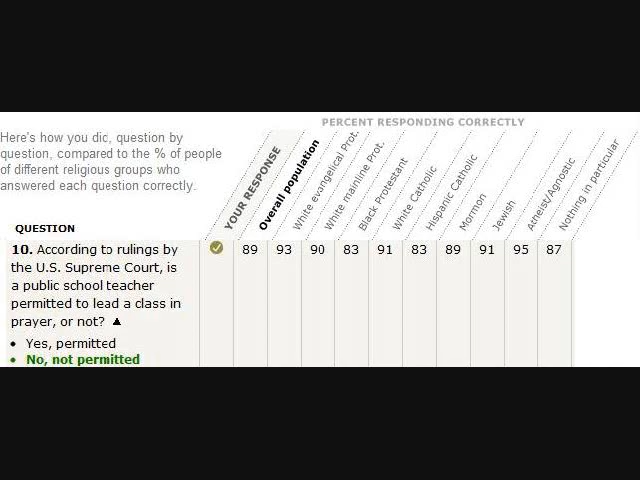 PERCENT RESPONDING CORRECTLY
Here's how you dic, question by
question, compared to the % of people
of different religious groups who
answered each question correctly.
YOUR RESPONSE
Overall population
White evangelical Prot.
White mainline Prot.
Black Protestant
White Catholic
Hispanic Catholic
Mormon
Jewish
Atheist/Agnostic
Nothing in particular
QUESTION
10. According to rulings by 89 93 90 83 91 83 89 91 95 87
the U.S. Supreme Court, is
a public school teacher
permitted to lead a class in
prayer, or not? ▲
• Yes, permitted
• No, not permitted